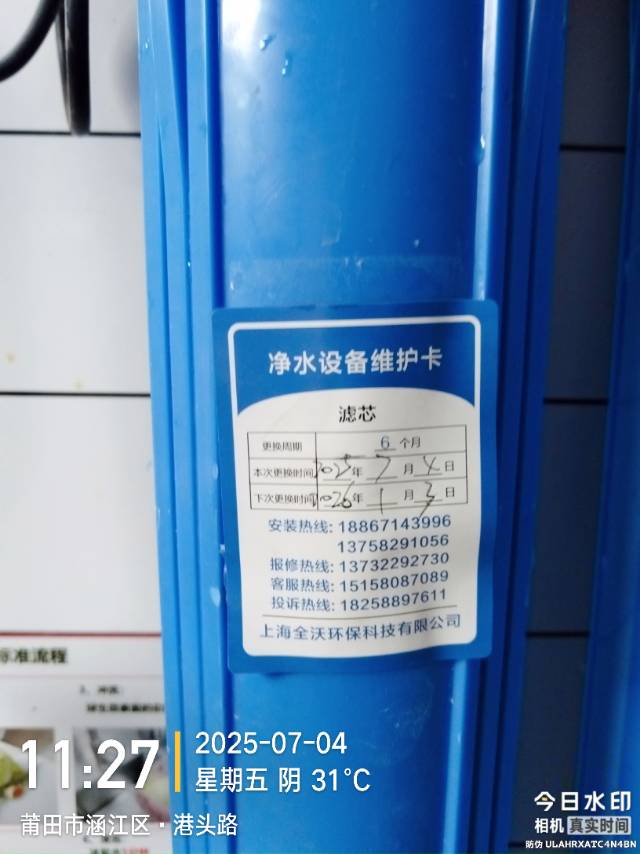 净水设备维护卡
滤芯
更换周期 6 个月
本次更换时间 2025年 7 月 4 日
下次更换时间 2026年 1 月 3 日
安装热线: 18867143996
13758291056
报修热线: 13732292730
客服热线: 15158087089
投诉热线: 18258897611
上海全沃环保科技有限公司
标准流程
11:27
2025-07-04
星期五 阴 31°C
莆田市涵江区·港头路
今日水印
相机 真实时间
防伪 ULAHRXATC4N4BN